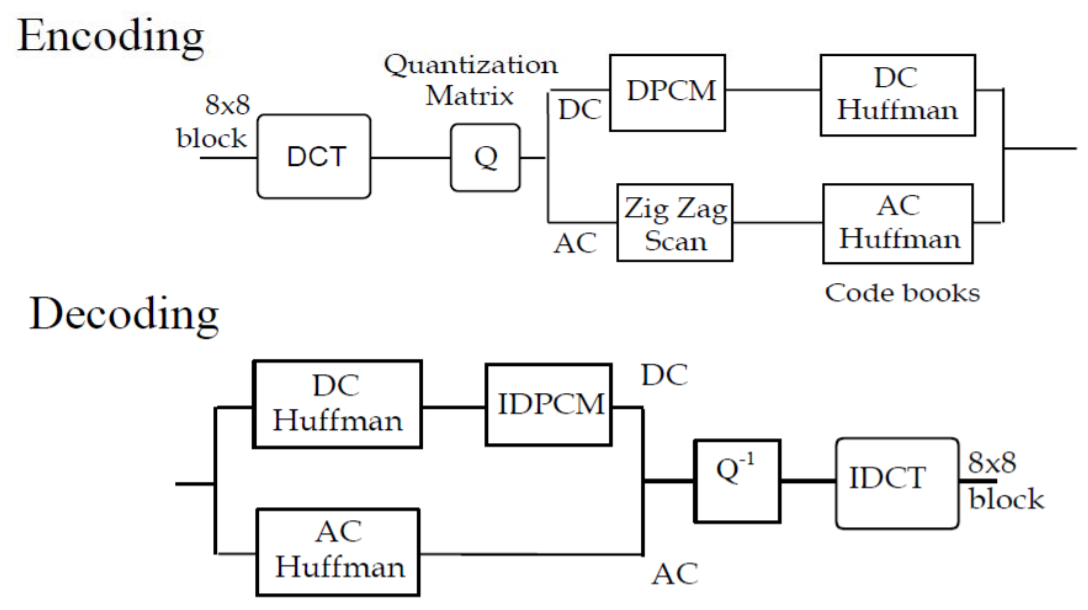 Encoding
8x8
block
DCT
Quantization
Matrix
Q
DC
DPCM
DC
Huffman
AC
Zig Zag
Scan
AC
Huffman
Code books
Decoding
DC
Huffman
IDPCM
DC
AC
Huffman
AC
Q-1
IDCT
8x8
block